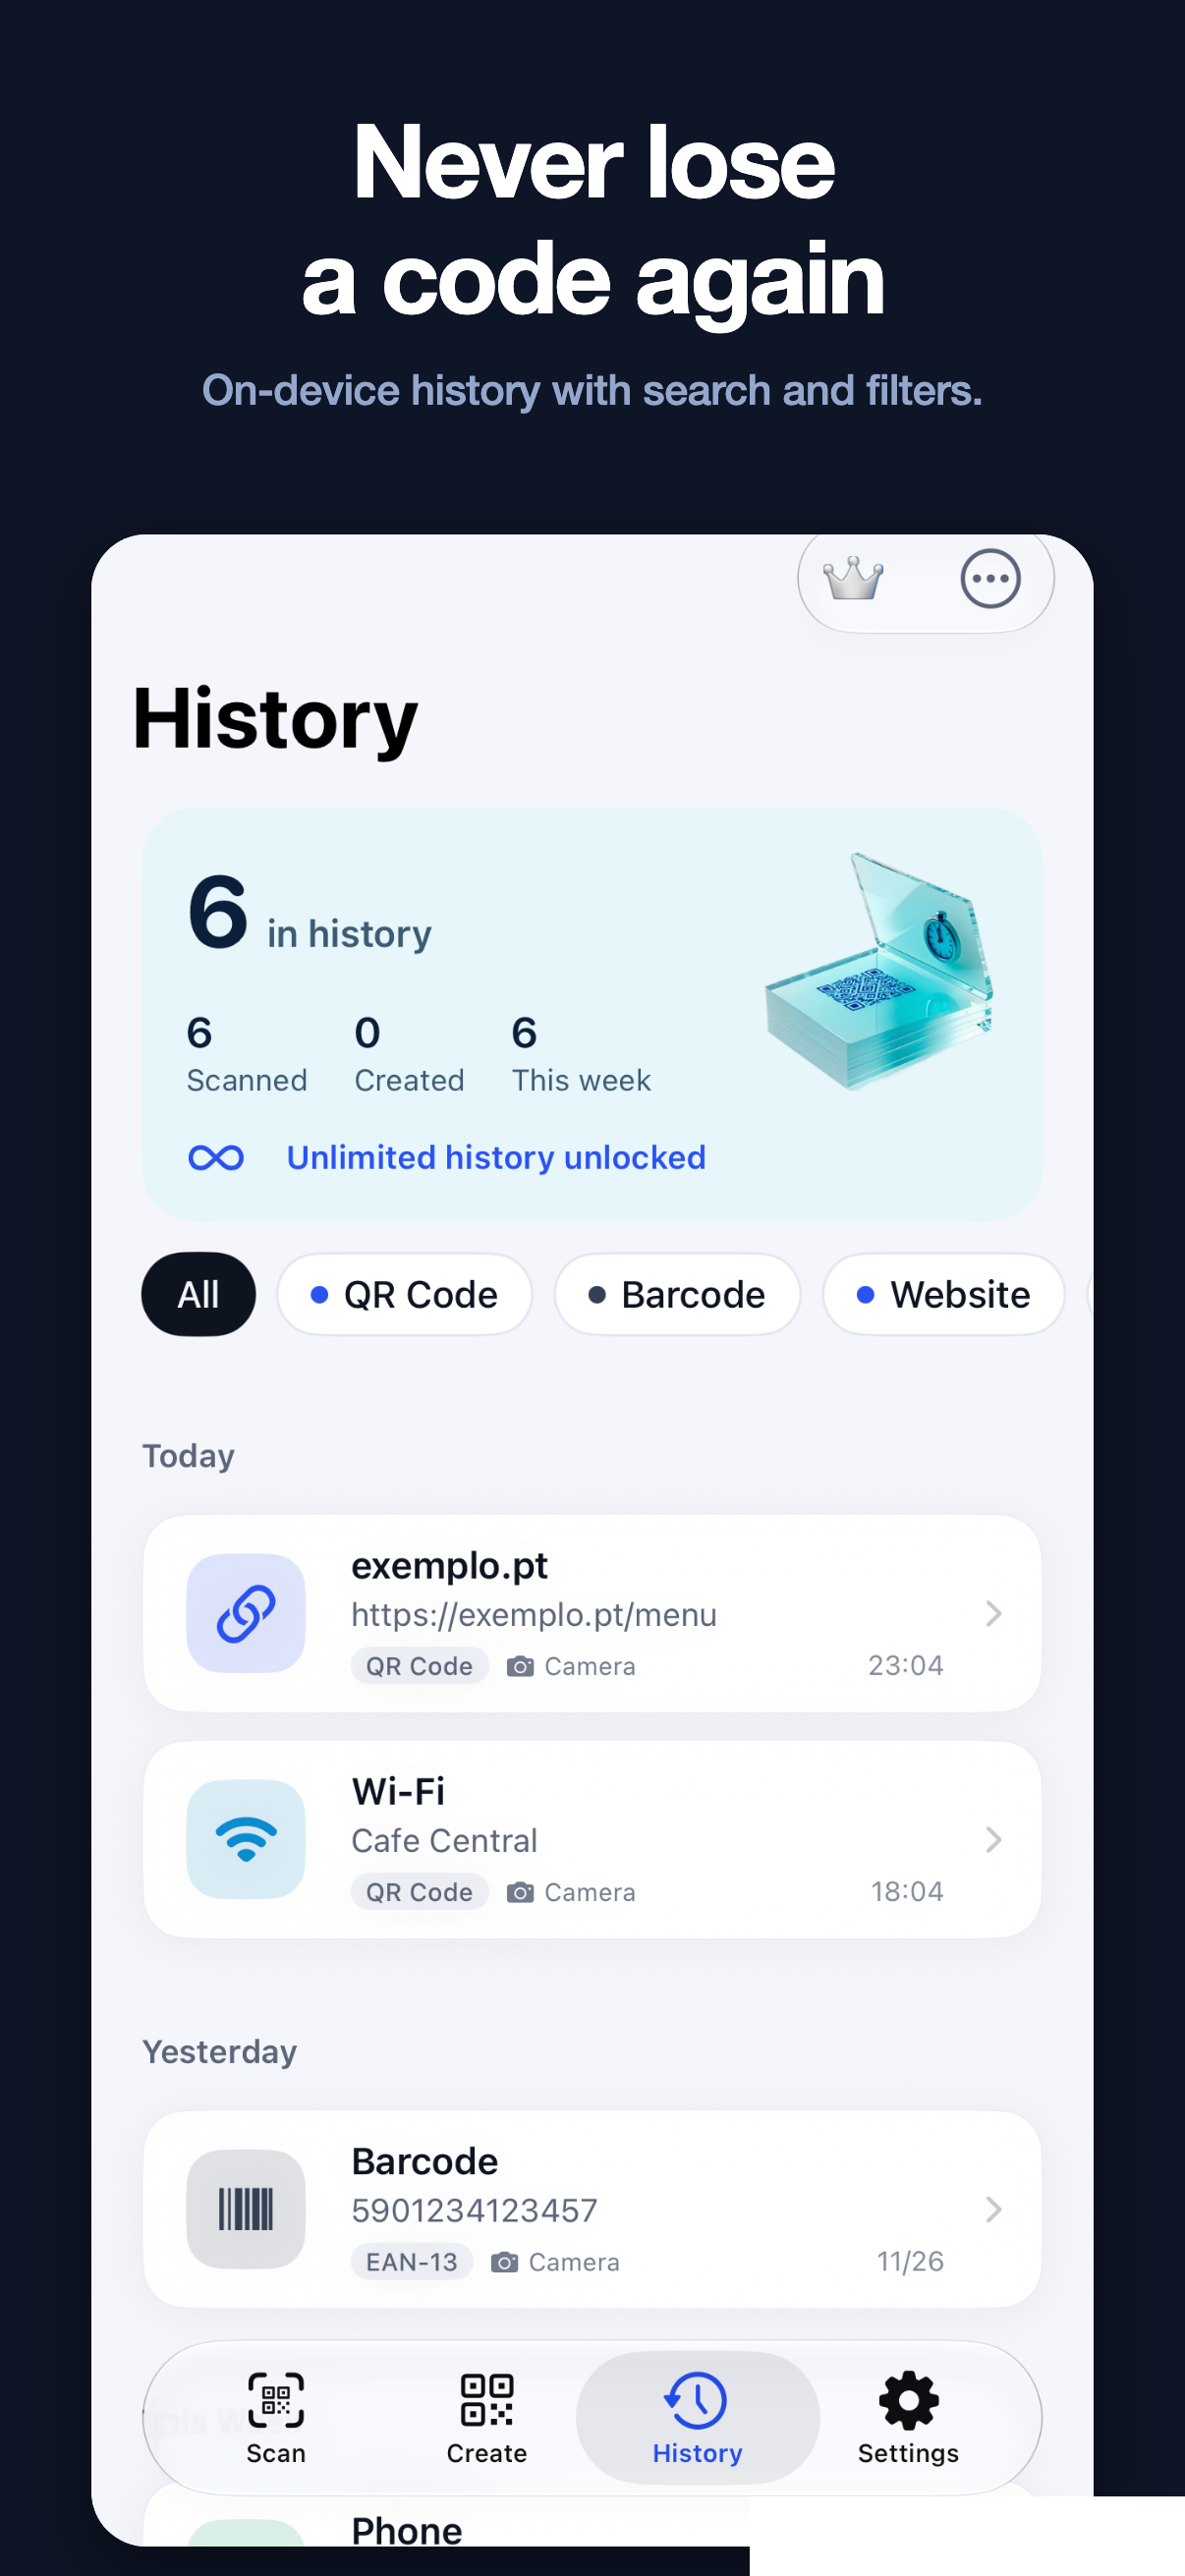 Never lose
a code again
On-device history with search and filters.
History
6 in history
6 0 6
Scanned Created This week
Unlimited history unlocked
All QR Code Barcode Website
Today
exemplo.pt
https://exemplo.pt/menu
QR Code Camera 23:04
Wi-Fi
Cafe Central
QR Code Camera 18:04
Yesterday
Barcode
5901234123457
EAN-13 Camera 11/26
Scan Create History Settings
Phone